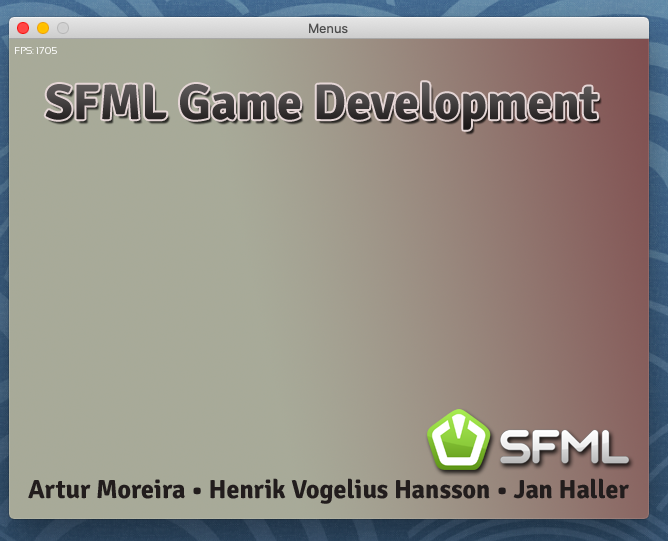 Menus
FPS: 1705
SFML Game Development
SFML
Artur Moreira • Henrik Vogelius Hansson • Jan Haller